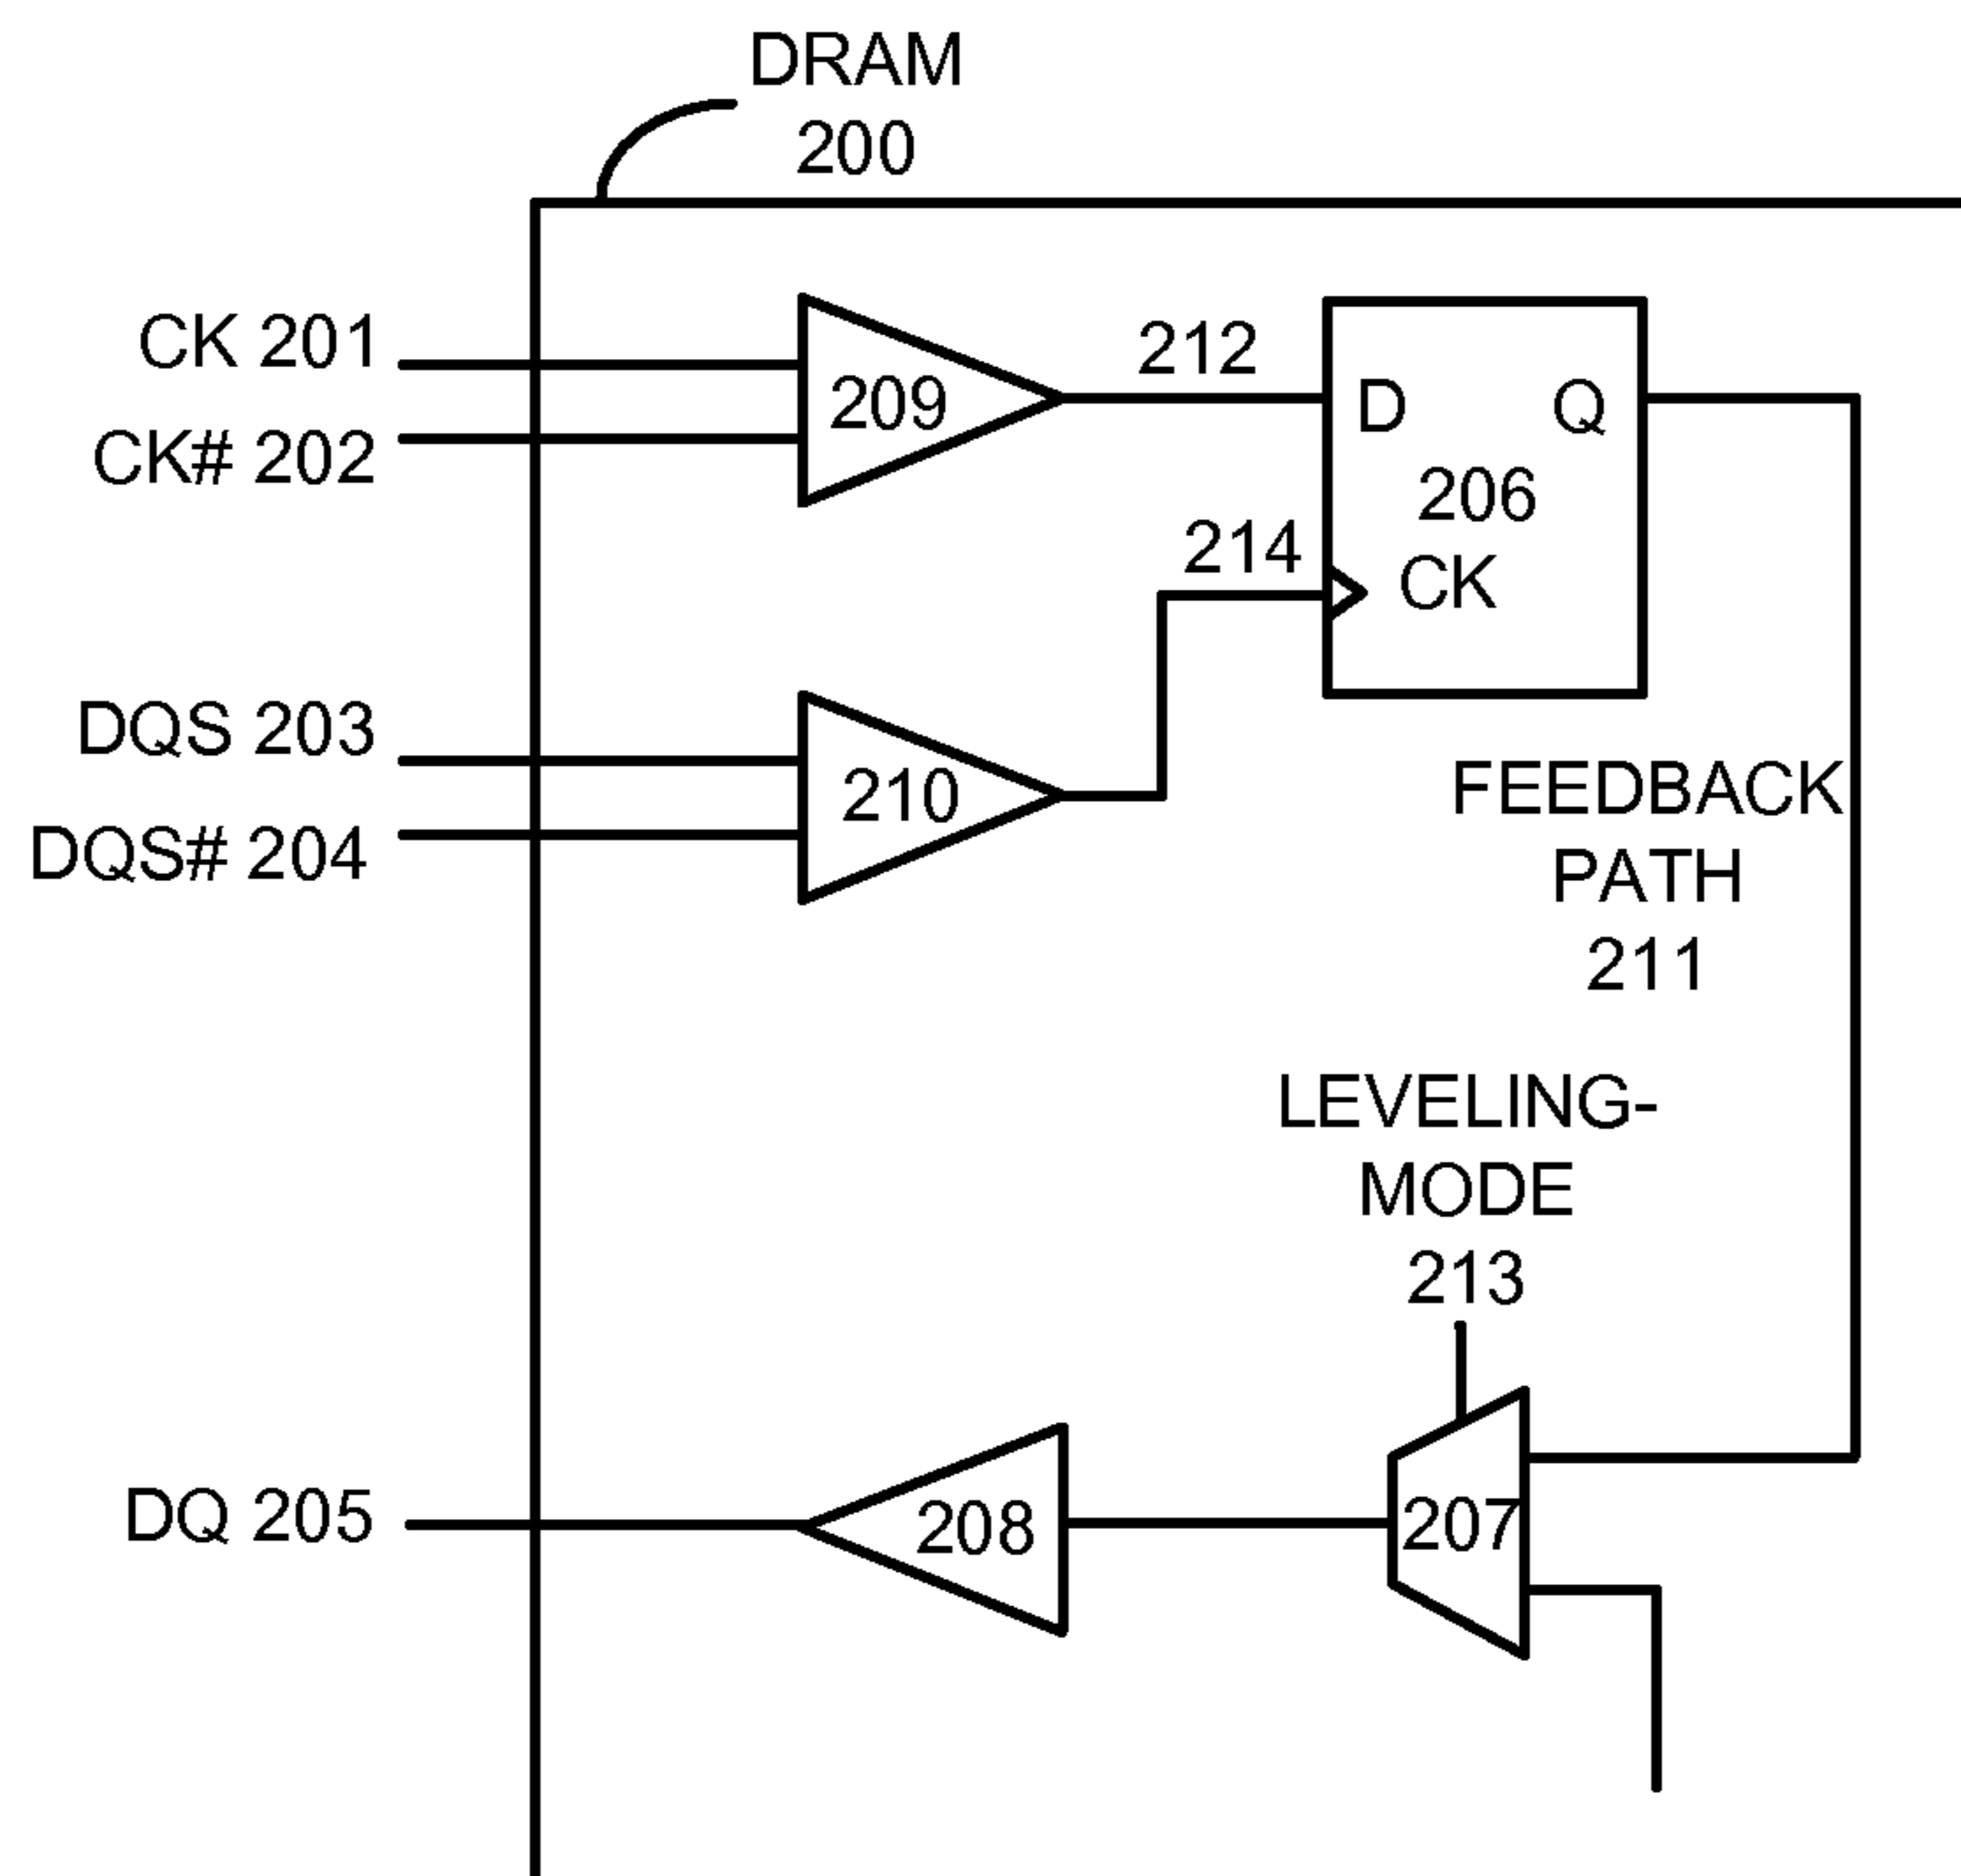 DRAM
200
CK 201
CK# 202
209
212
D
Q
206
CK
214
DQS 203
DQS# 204
210
FEEDBACK
PATH
211
LEVELING-
MODE
213
DQ 205
208
207